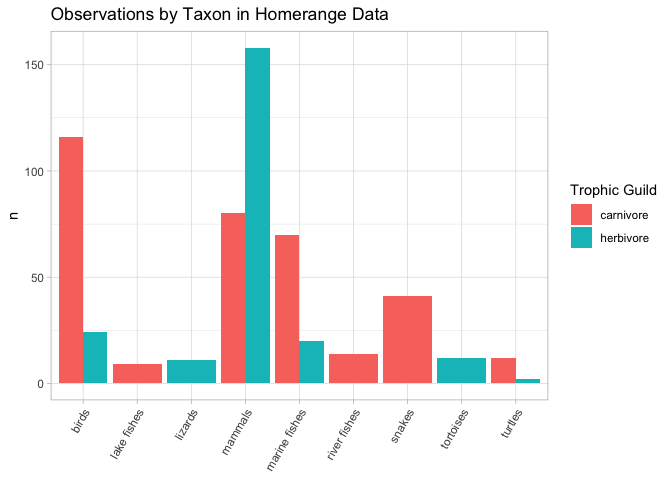 Observations by Taxon in Homerange Data
150
100
50
0
n
birds
lake fishes
lizards
mammals
marine fishes
river fishes
snakes
tortoises
turtles
Trophic Guild
carnivore
herbivore